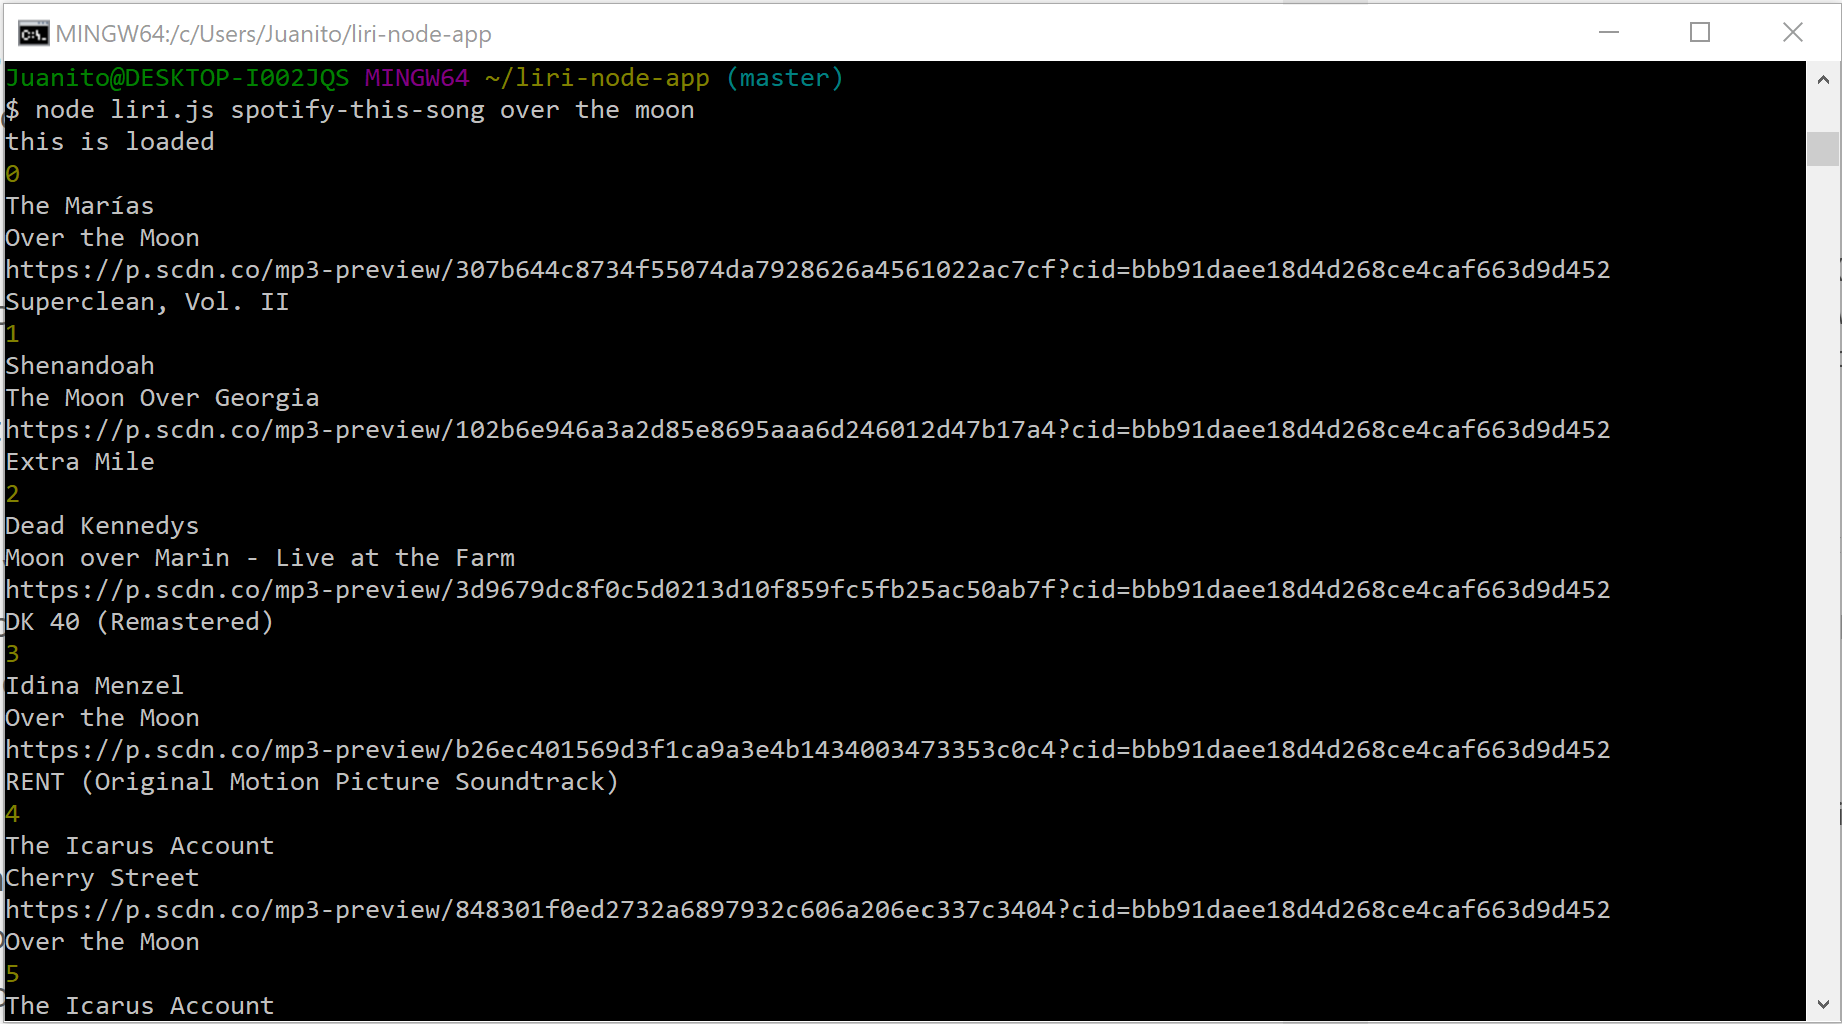 MINGW64:/c/Users/Juanito/liri-node-app
Juanito@DESKTOP-I002JQS MINGW64 ~/liri-node-app (master)
$ node liri.js spotify-this-song over the moon
this is loaded
0
The Marías
Over the Moon
https://p.scdn.co/mp3-preview/307b644c8734f55074da7928626a4561022ac7cf?cid=bbb91daee18d4d268ce4caf663d9d452
Superclean, Vol. II
1
Shenandoah
The Moon Over Georgia
https://p.scdn.co/mp3-preview/102b6e946a3a2d85e8695aaa6d246012d47b17a4?cid=bbb91daee18d4d268ce4caf663d9d452
Extra Mile
2
Dead Kennedys
Moon over Marin - Live at the Farm
https://p.scdn.co/mp3-preview/3d9679dc8f0c5d0213d10f859fc5fb25ac50ab7f?cid=bbb91daee18d4d268ce4caf663d9d452
DK 40 (Remastered)
3
Idina Menzel
Over the Moon
https://p.scdn.co/mp3-preview/b26ec401569d3f1ca9a3e4b1434003473353c0c4?cid=bbb91daee18d4d268ce4caf663d9d452
RENT (Original Motion Picture Soundtrack)
4
The Icarus Account
Cherry Street
https://p.scdn.co/mp3-preview/848301f0ed2732a6897932c606a206ec337c3404?cid=bbb91daee18d4d268ce4caf663d9d452
Over the Moon
5
The Icarus Account